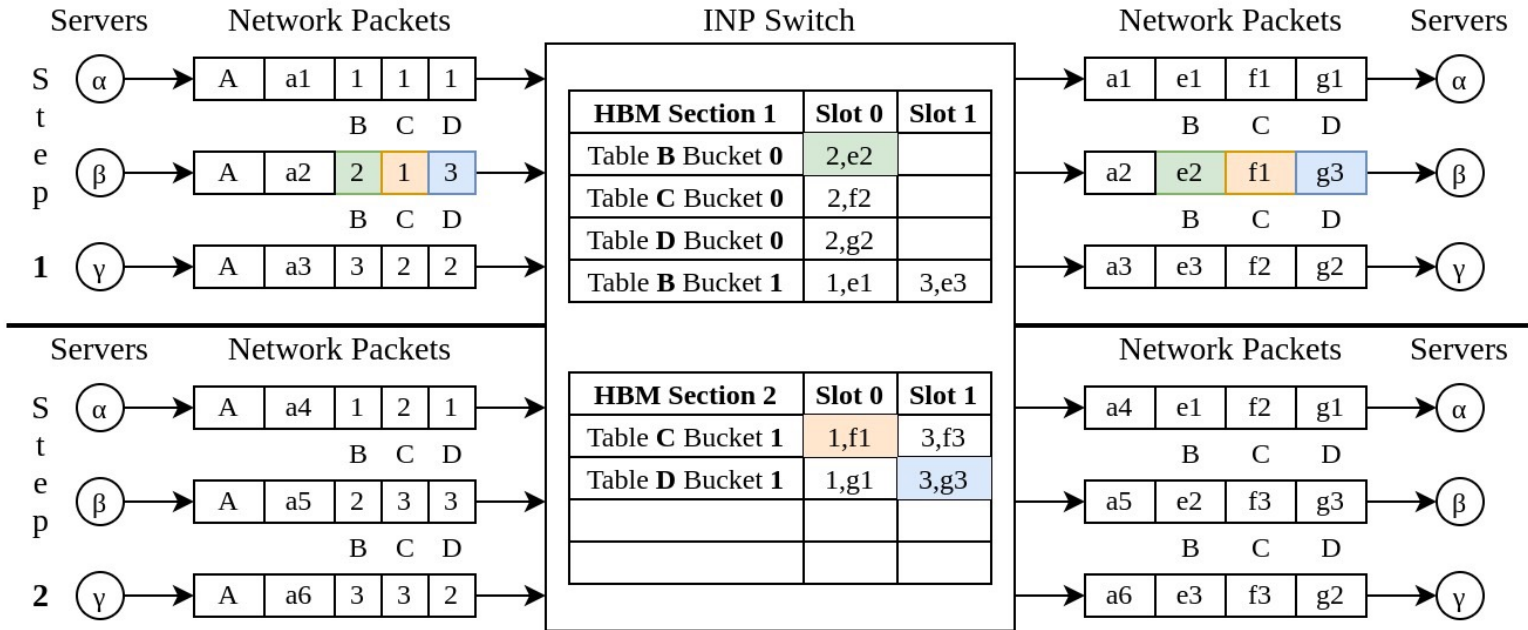 Servers Network Packets INP Switch Network Packets Servers
Step 1
α A a1 1 1 1 a1 e1 f1 g1 α
B C D B C D
β A a2 2 1 3 a2 e2 f1 g3 β
B C D B C D
γ A a3 3 2 2 a3 e3 f2 g2 γ
HBM Section 1 Slot 0 Slot 1
Table B Bucket 0 2,e2
Table C Bucket 0 2,f2
Table D Bucket 0 2,g2
Table B Bucket 1 1,e1 3,e3
Servers Network Packets Network Packets Servers
Step 2
α A a4 1 2 1 a4 e1 f2 g1 α
B C D B C D
β A a5 2 3 3 a5 e2 f3 g3 β
B C D B C D
γ A a6 3 3 2 a6 e3 f3 g2 γ
HBM Section 2 Slot 0 Slot 1
Table C Bucket 1 1,f1 3,f3
Table D Bucket 1 1,g1 3,g3